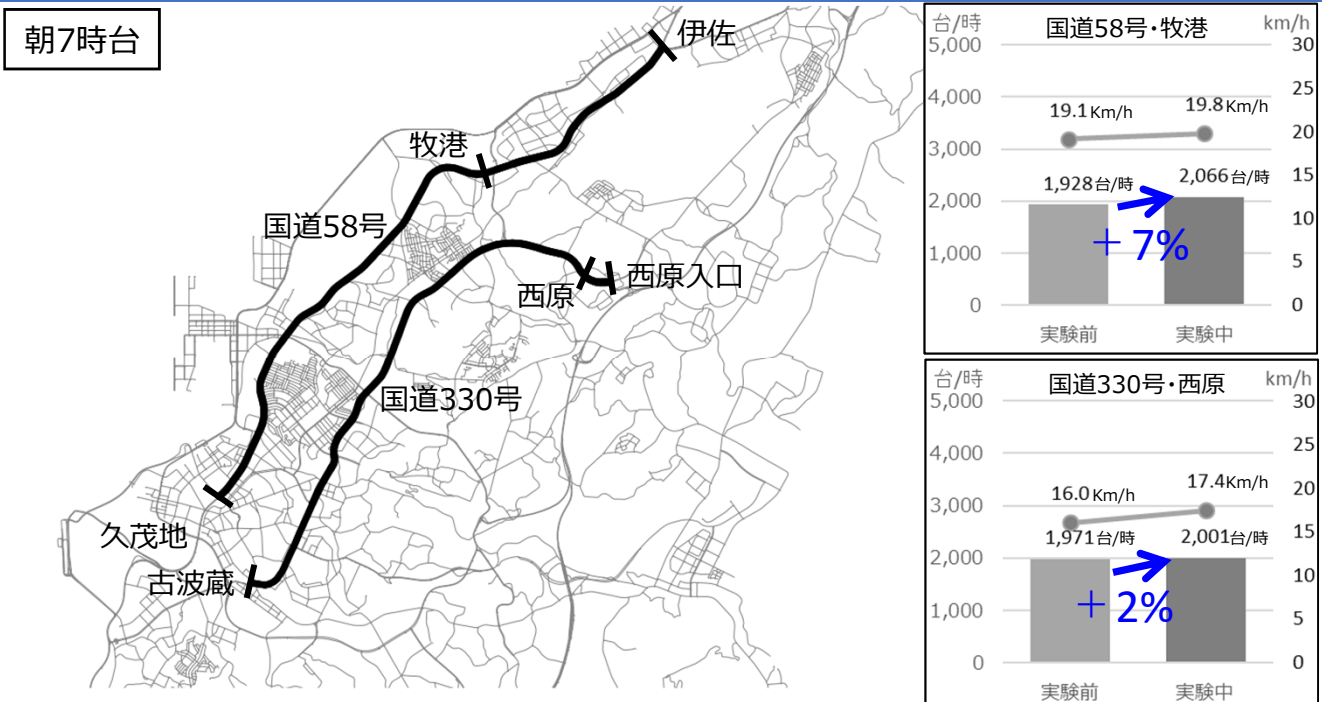 朝7時台
伊佐
牧港
国道58号
西原入口
西原
国道330号
久茂地
古波蔵
台/時
国道58号・牧港
km/h
5,000
4,000
3,000
2,000
1,000
0
30
25
20
15
10
5
0
19.1Km/h
19.8Km/h
1,928台/時
2,066台/時
＋7%
実験前
実験中
台/時
国道330号・西原
km/h
5,000
4,000
3,000
2,000
1,000
0
30
25
20
15
10
5
0
16.0Km/h
17.4Km/h
1,971台/時
2,001台/時
＋2%
実験前
実験中